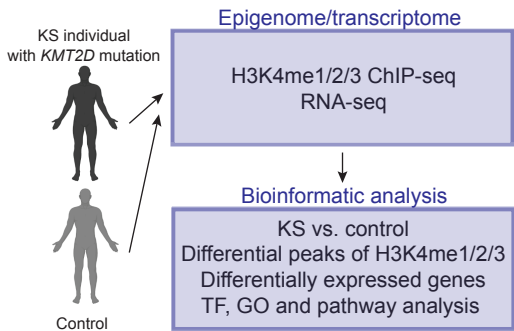 KS individual
with KMT2D mutation
Control
Epigenome/transcriptome
H3K4me1/2/3 ChIP-seq
RNA-seq
Bioinformatic analysis
KS vs. control
Differential peaks of H3K4me1/2/3
Differentially expressed genes
TF, GO and pathway analysis